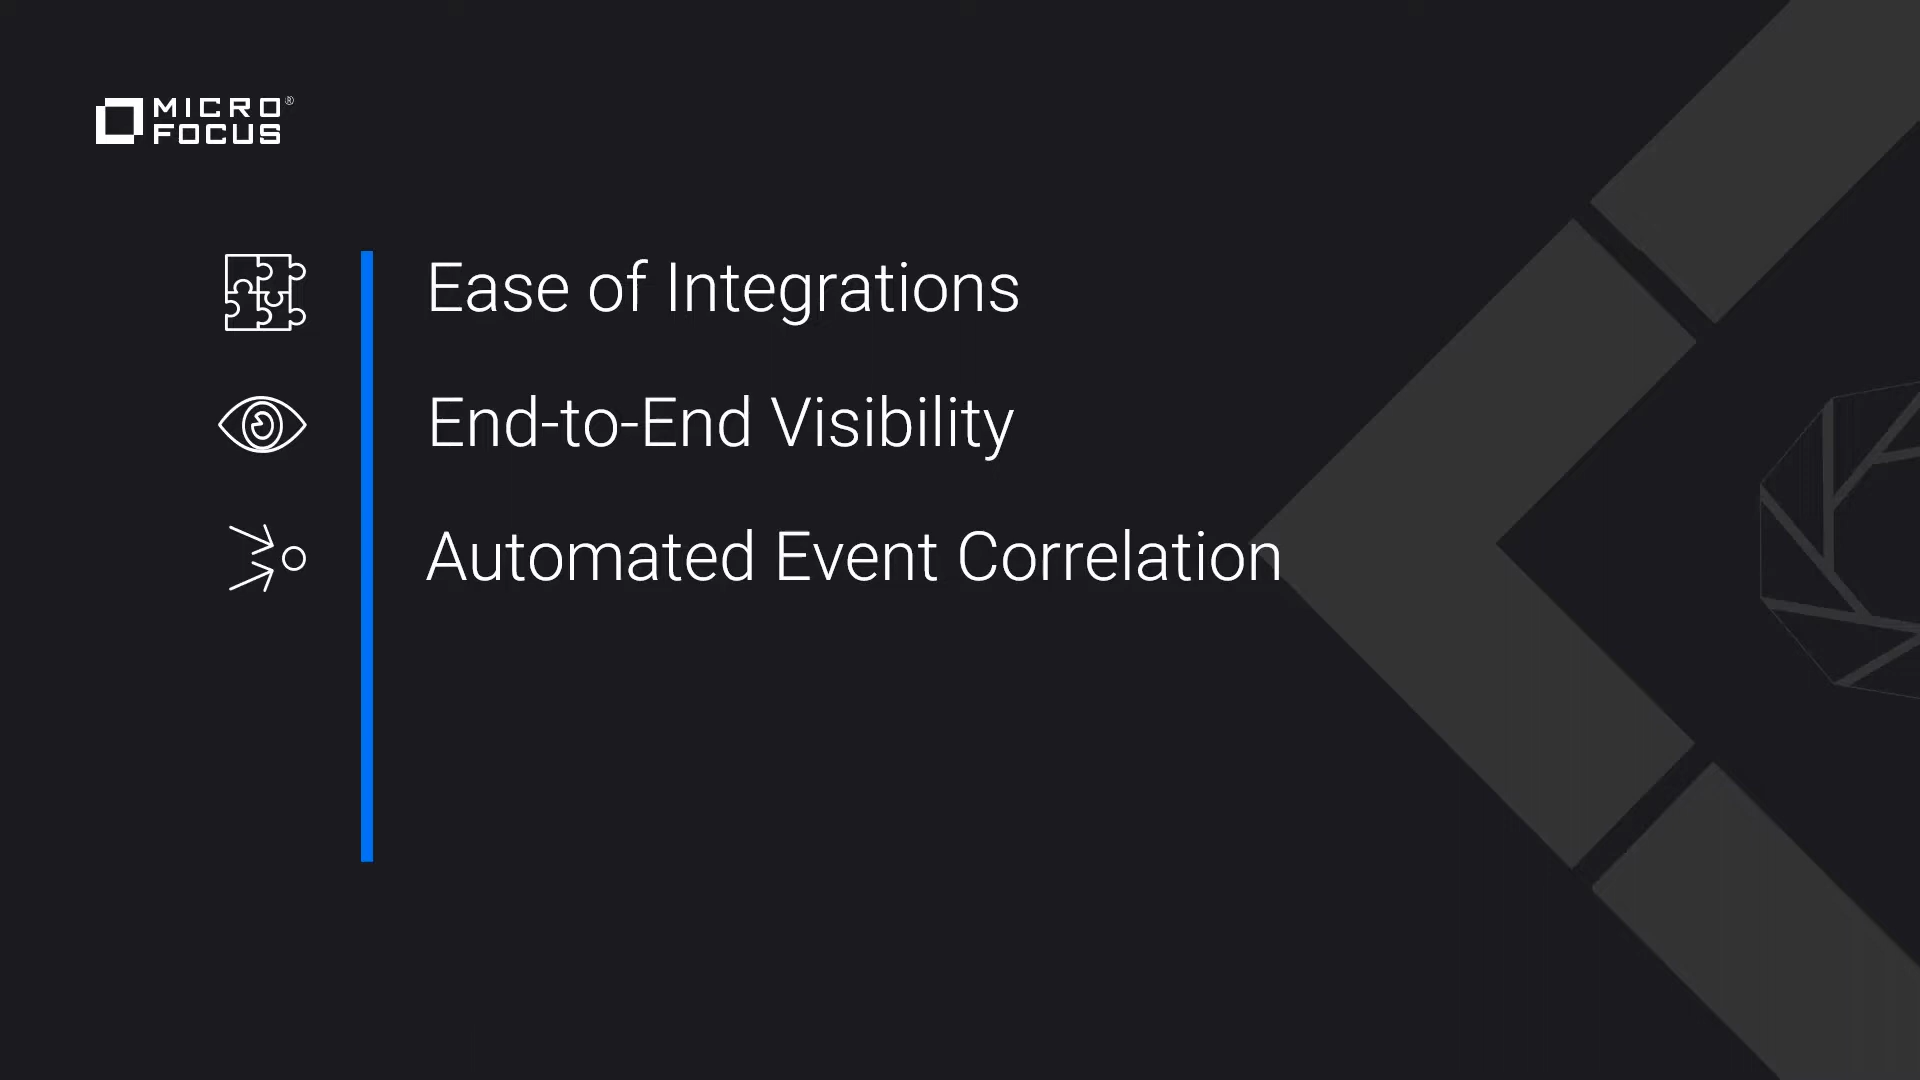 MICRO®
FOCUS
Ease of Integrations
End-to-End Visibility
Automated Event Correlation